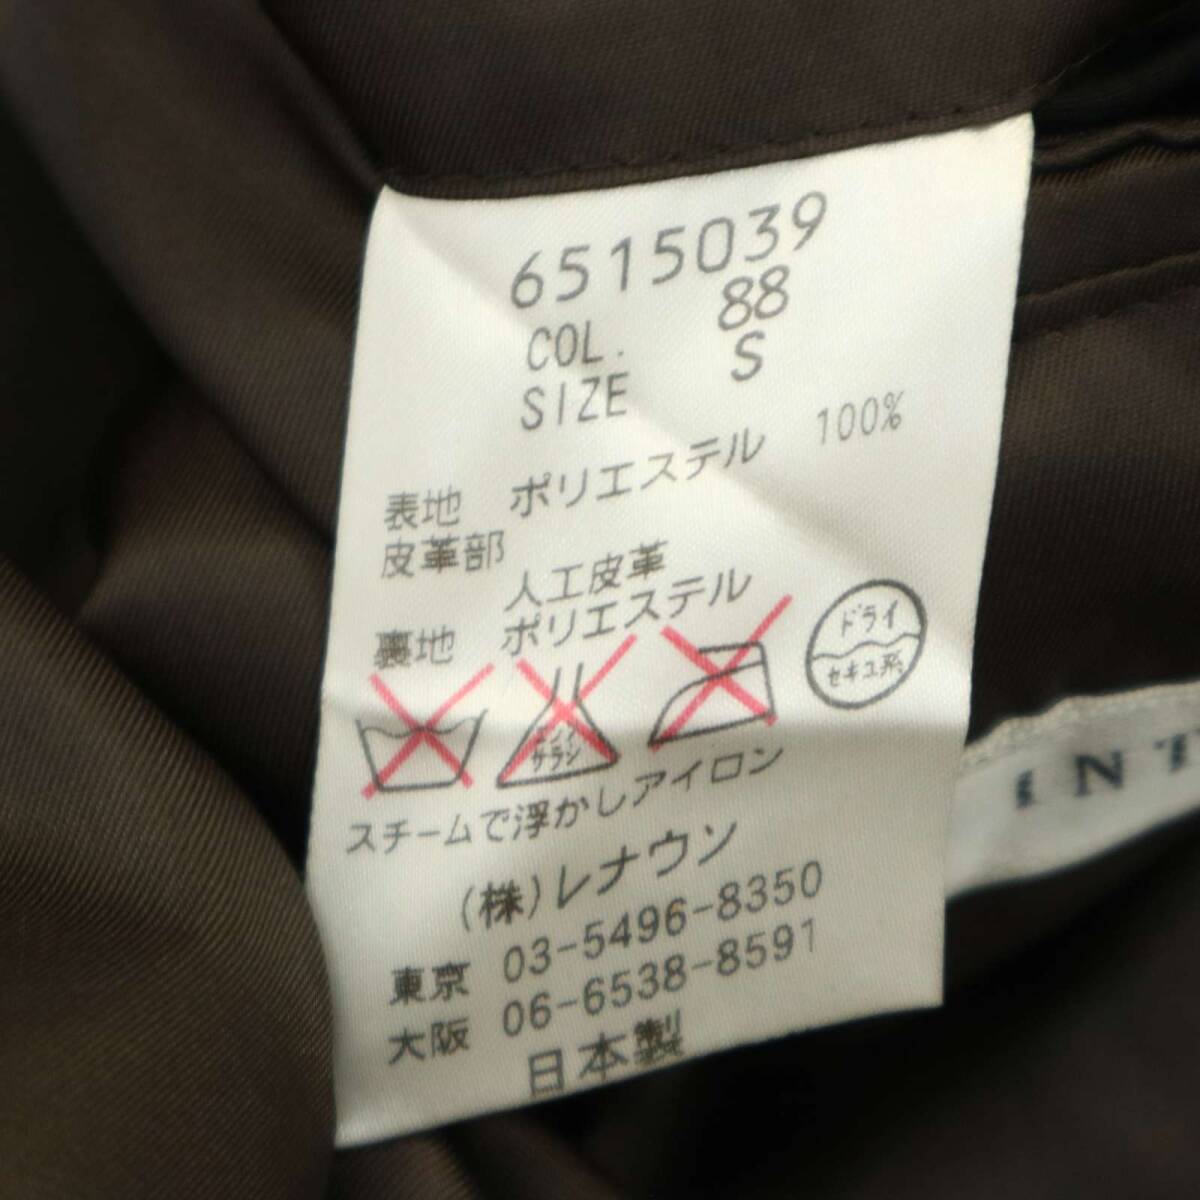 6515039
COL. 88
SIZE S
表地 ポリエステル 100%
皮革部
人工皮革
裏地 ポリエステル
サラシ
ドライ
セキユ系
スチームで浮かしアイロン
(株)レナウン
東京 03-5496-8350
大阪 06-6538-8591
日本製
INT